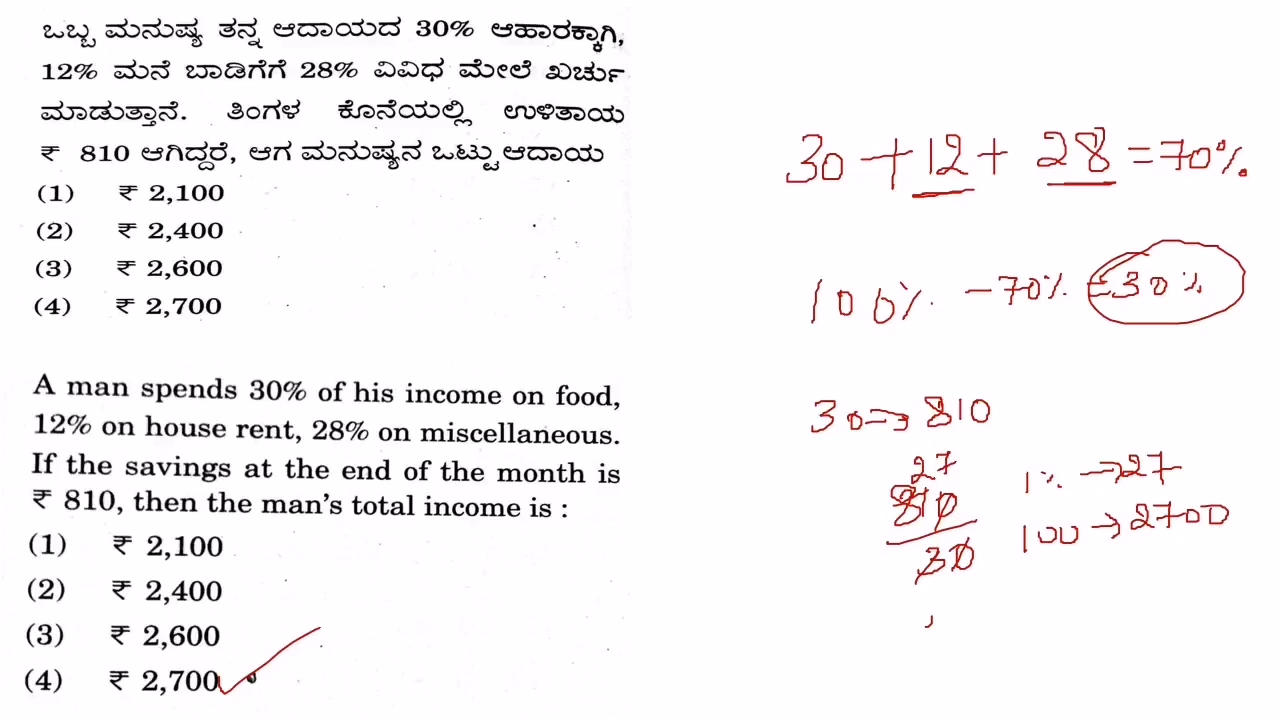 ಒಬ್ಬ ಮನುಷ್ಯ ತನ್ನ ಆದಾಯದ 30% ಆಹಾರಕ್ಕಾಗಿ,
12% ಮನೆ ಬಾಡಿಗೆಗೆ 28% ವಿವಿಧ ಮೇಲೆ ಖರ್ಚು
ಮಾಡುತ್ತಾನೆ. ತಿಂಗಳ ಕೊನೆಯಲ್ಲಿ ಉಳಿತಾಯ
₹ 810 ಆಗಿದ್ದರೆ, ಆಗ ಮನುಷ್ಯನ ಒಟ್ಟು ಆದಾಯ
(1) ₹ 2,100
(2) ₹ 2,400
(3) ₹ 2,600
(4) ₹ 2,700
A man spends 30% of his income on food,
12% on house rent, 28% on miscellaneous.
If the savings at the end of the month is
₹ 810, then the man's total income is :
(1) ₹ 2,100
(2) ₹ 2,400
(3) ₹ 2,600
(4) ₹ 2,700
30 + 12 + 28 = 70%.
100% - 70% = 30%
30 → 810
27
810
30
1% → 27
100 → 2700